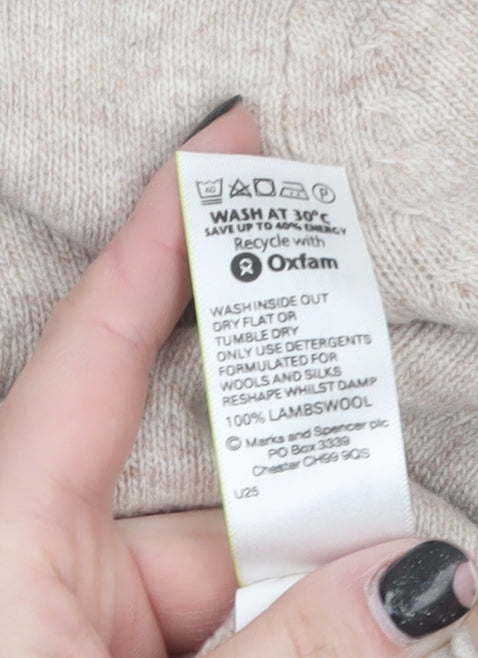 40 P
WASH AT 30°C
SAVE UP TO 40% ENERGY
Recycle with
Oxfam
WASH INSIDE OUT
DRY FLAT OR
TUMBLE DRY
ONLY USE DETERGENTS
FORMULATED FOR
WOOLS AND SILKS
RESHAPE WHILST DAMP
100% LAMBSWOOL
© Marks and Spencer plc
PO Box 3339
Chester CH99 9QS
U25